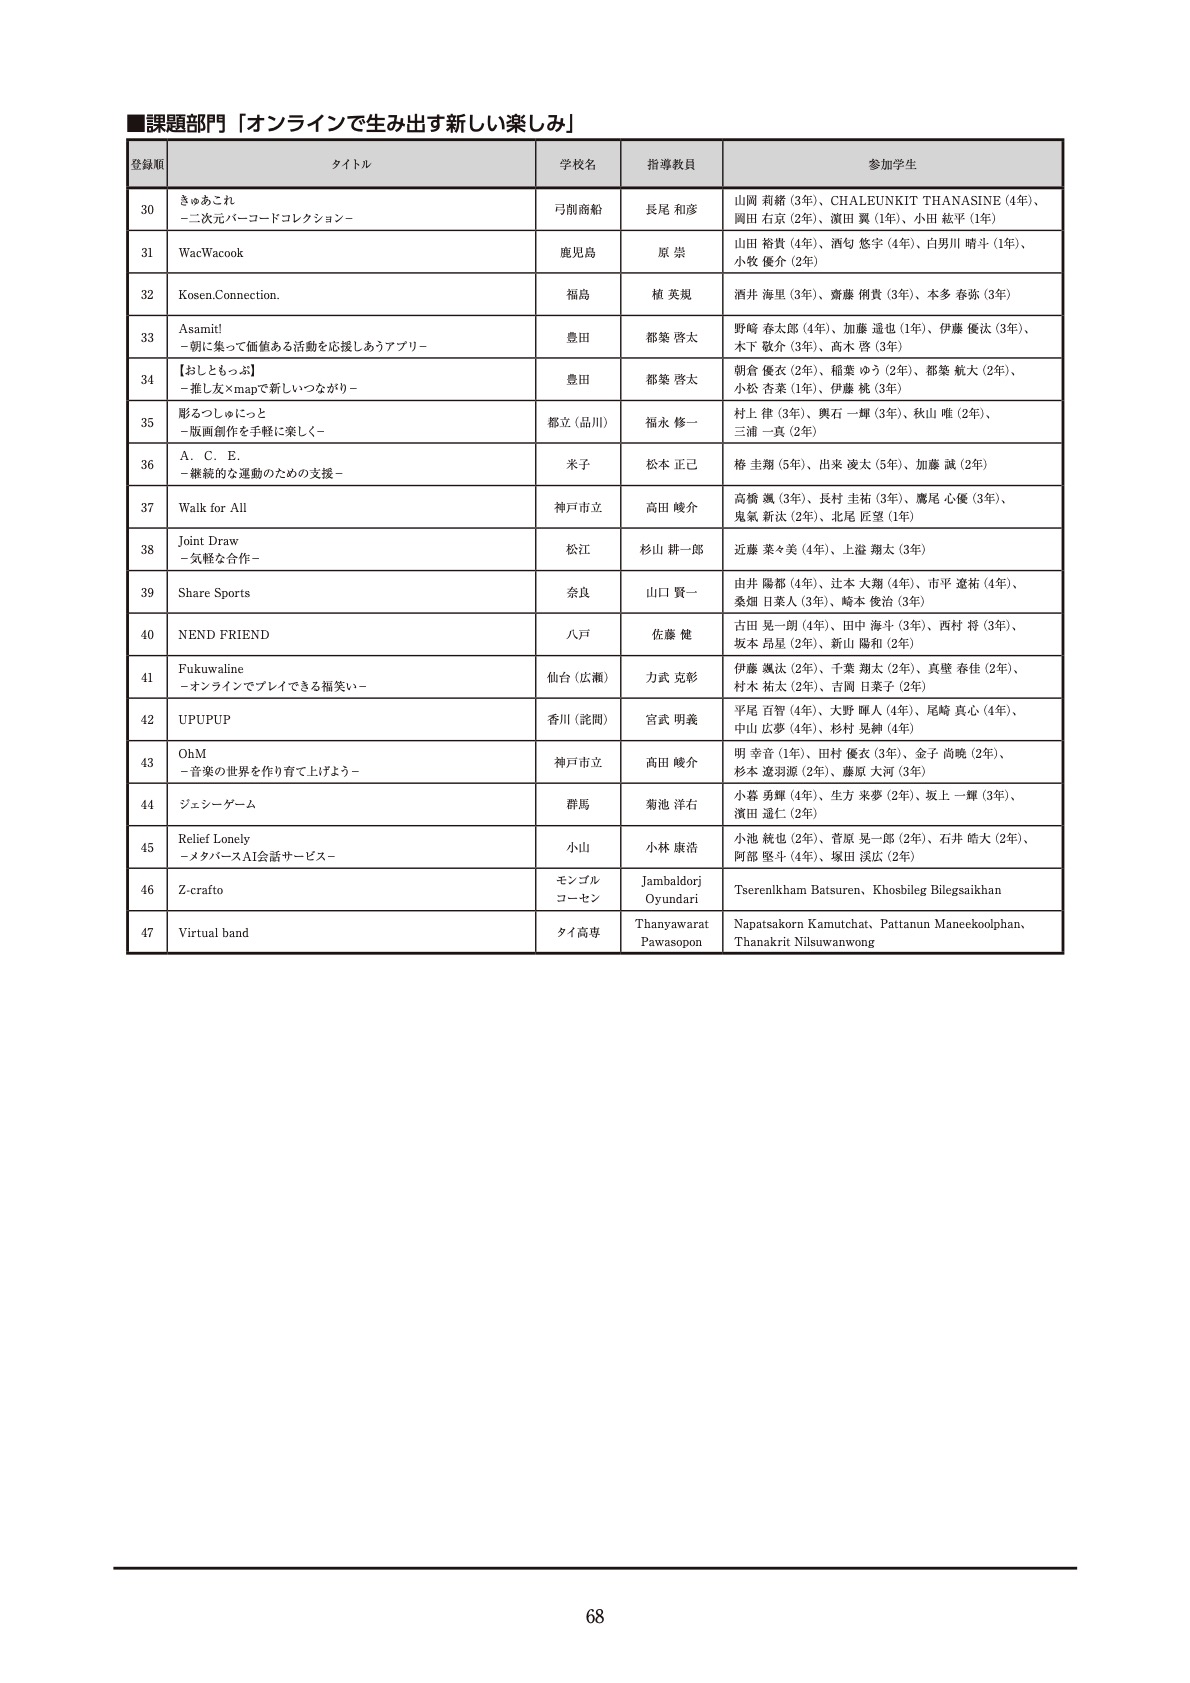 ■課題部門「オンラインで生み出す新しい楽しみ」
登録順 タイトル 学校名 指導教員 参加学生
30 きゅあこれ －二次元バーコードコレクション－ 弓削商船 長尾 和彦 山岡 莉緒（3年）、CHALEUNKIT THANASINE（4年）、
岡田 右京（2年）、濵田 翼（1年）、小田 紘平（1年）
31 WacWacook 鹿児島 原 崇 山田 裕貴（4年）、酒匂 悠宇（4年）、白男川 晴斗（1年）、
小牧 優介（2年）
32 Kosen.Connection. 福島 植 英規 酒井 海里（3年）、齋藤 俐貴（3年）、本多 春弥（3年）
33 Asamit! －朝に集って価値ある活動を応援しあうアプリ－ 豊田 都築 啓太 野﨑 春太郎（4年）、加藤 遥也（1年）、伊藤 優汰（3年）、
木下 敬介（3年）、髙木 啓（3年）
34 【おしともっぷ】 －推し友×mapで新しいつながり－ 豊田 都築 啓太 朝倉 優衣（2年）、稲葉 ゆう（2年）、都築 航大（2年）、
小松 杏菜（1年）、伊藤 桃（3年）
35 彫るつしゅにっと －版画創作を手軽に楽しく－ 都立（品川） 福永 修一 村上 律（3年）、輿石 一輝（3年）、秋山 唯（2年）、
三浦 一真（2年）
36 A．C．E． －継続的な運動のための支援－ 米子 松本 正己 椿 圭翔（5年）、出来 凌太（5年）、加藤 誠（2年）
37 Walk for All 神戸市立 高田 崚介 高橋 颯（3年）、長村 圭祐（3年）、鷹尾 心優（3年）、
鬼氣 新汰（2年）、北尾 匠望（1年）
38 Joint Draw －気軽な合作－ 松江 杉山 耕一郎 近藤 菜々美（4年）、上溢 翔太（3年）
39 Share Sports 奈良 山口 賢一 由井 陽都（4年）、辻本 大翔（4年）、市平 遼祐（4年）、
桑畑 日菜人（3年）、崎本 俊治（3年）
40 NEND FRIEND 八戸 佐藤 健 古田 晃一朗（4年）、田中 海斗（3年）、西村 将（3年）、
坂本 昂星（2年）、新山 陽和（2年）
41 Fukuwaline －オンラインでプレイできる福笑い－ 仙台（広瀬） 力武 克彰 伊藤 颯汰（2年）、千葉 翔太（2年）、真壁 春佳（2年）、
村木 祐太（2年）、吉岡 日菜子（2年）
42 UPUPUP 香川（詫間） 宮武 明義 平尾 百智（4年）、大野 暉人（4年）、尾崎 真心（4年）、
中山 広夢（4年）、杉村 晃紳（4年）
43 OhM －音楽の世界を作り育て上げよう－ 神戸市立 髙田 崚介 明 幸音（1年）、田村 優衣（3年）、金子 尚暁（2年）、
杉本 遼羽源（2年）、藤原 大河（3年）
44 ジェシーゲーム 群馬 菊池 洋右 小暮 勇輝（4年）、生方 来夢（2年）、坂上 一輝（3年）、
濱田 遥仁（2年）
45 Relief Lonely －メタバースAI会話サービス－ 小山 小林 康浩 小池 統也（2年）、菅原 晃一郎（2年）、石井 皓大（2年）、
阿部 堅斗（4年）、塚田 渓広（2年）
46 Z-crafto モンゴル コーセン Jambaldorj Oyundari Tserenlkham Batsuren、Khosbileg Bilegsaikhan
47 Virtual band タイ高専 Thanyawarat Pawasopon Napatsakorn Kamutchat、Pattanun Maneekoolphan、
Thanakrit Nilsuwanwong
68